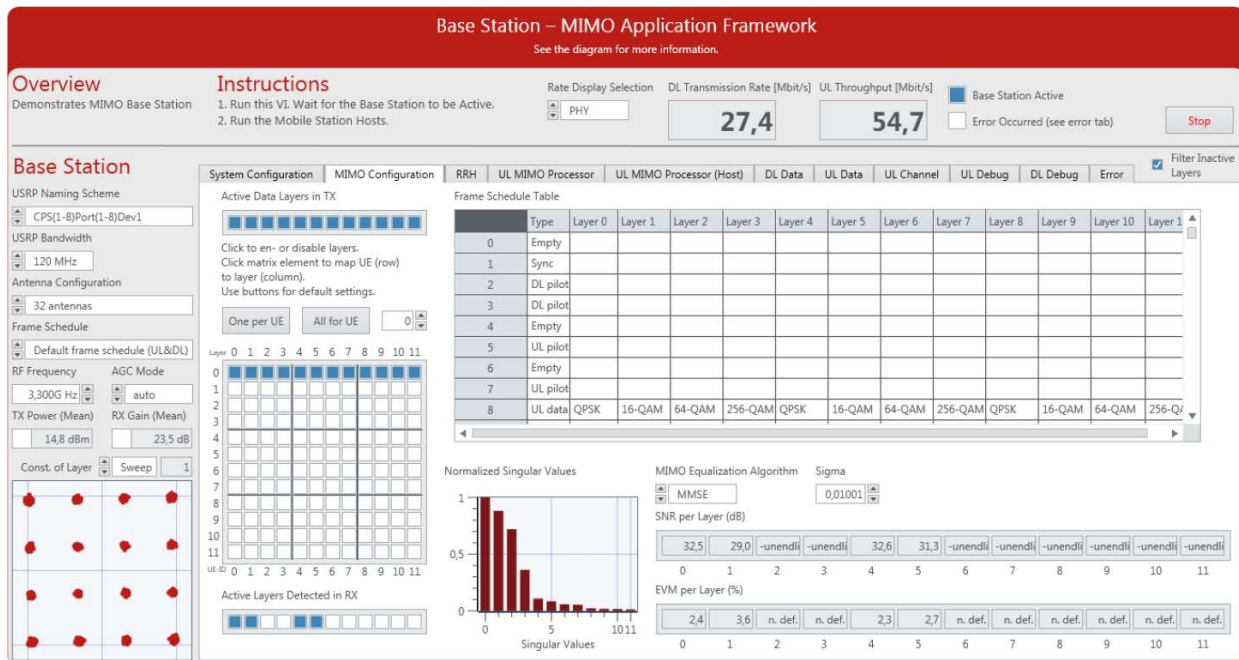 Base Station – MIMO Application Framework
See the diagram for more information.
Overview
Demonstrates MIMO Base Station
Instructions
1. Run this VI. Wait for the Base Station to be Active.
2. Run the Mobile Station Hosts.
Rate Display Selection
PHY
DL Transmission Rate [Mbit/s]
27,4
UL Throughput [Mbit/s]
54,7
Base Station Active
Error Occurred (see error tab)
Stop
Base Station
USRP Naming Scheme
CPS(1-8)Port(1-8)Dev1
USRP Bandwidth
120 MHz
Antenna Configuration
32 antennas
Frame Schedule
Default frame schedule (UL&DL)
RF Frequency AGC Mode
3,300G Hz auto
TX Power (Mean) RX Gain (Mean)
14,8 dBm 23,5 dB
Const. of Layer Sweep 1
System Configuration MIMO Configuration RRH UL MIMO Processor UL MIMO Processor (Host) DL Data UL Data UL Channel UL Debug DL Debug Error
Filter Inactive
Layers
Active Data Layers in TX
Click to en- or disable layers.
Click matrix element to map UE (row)
to layer (column).
Use buttons for default settings.
One per UE All for UE 0
Layer 0 1 2 3 4 5 6 7 8 9 10 11
0
1
2
3
4
5
6
7
8
9
10
11
UE-ID 0 1 2 3 4 5 6 7 8 9 10 11
Active Layers Detected in RX
Frame Schedule Table
Type Layer 0 Layer 1 Layer 2 Layer 3 Layer 4 Layer 5 Layer 6 Layer 7 Layer 8 Layer 9 Layer 10 Layer 1
0 Empty
1 Sync
2 DL pilot
3 DL pilot
4 Empty
5 UL pilot
6 Empty
7 UL pilot
8 UL data QPSK 16-QAM 64-QAM 256-QAM QPSK 16-QAM 64-QAM 256-QAM QPSK 16-QAM 64-QAM 256-QA
Normalized Singular Values
1
0,5
0
0 5 10 11
Singular Values
MIMO Equalization Algorithm Sigma
MMSE 0,01001
SNR per Layer (dB)
32,5 29,0 -unendli -unendli 32,6 31,3 -unendli -unendli -unendli -unendli -unendli -unendli
0 1 2 3 4 5 6 7 8 9 10 11
EVM per Layer (%)
2,4 3,6 n. def. n. def. 2,3 2,7 n. def. n. def. n. def. n. def. n. def. n. def.
0 1 2 3 4 5 6 7 8 9 10 11